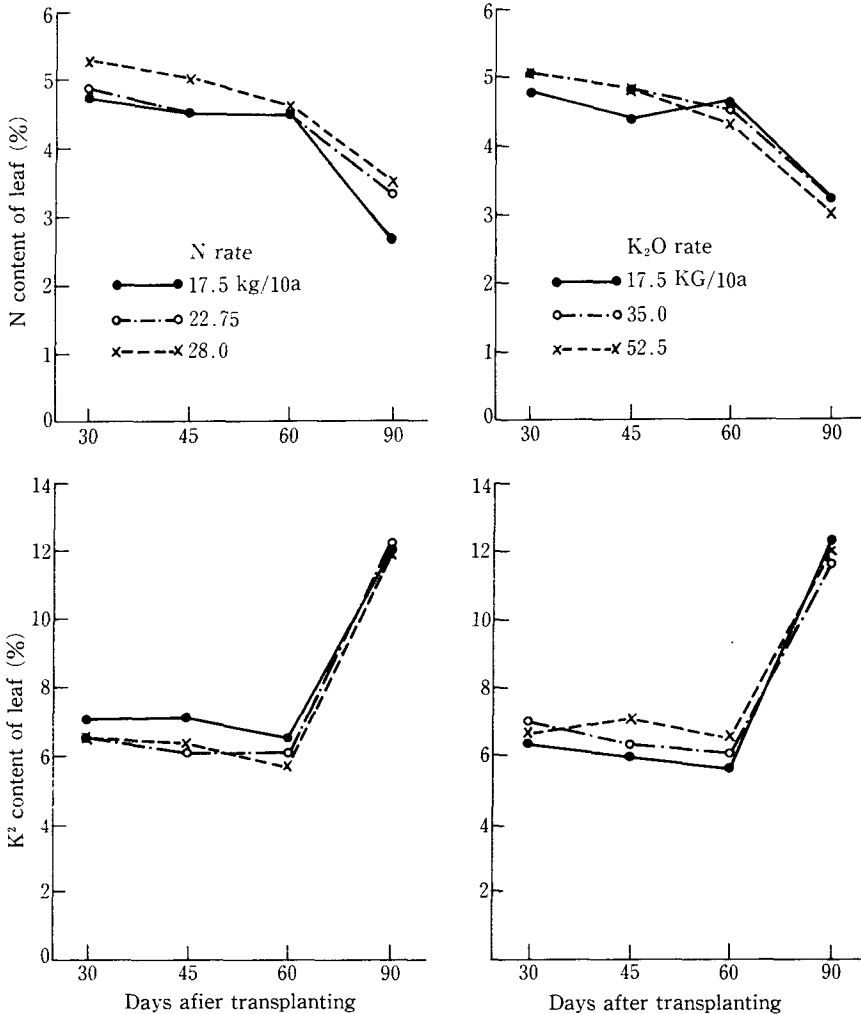 N content of leaf (%)
6
5
4
3
2
1
0
N rate
17.5 kg/10a
22.75
28.0
30 45 60 90
6
5
4
3
2
1
0
K₂O rate
17.5 KG/10a
35.0
52.5
30 45 60 90
K² content of leaf (%)
14
12
10
8
6
4
2
0
30 45 60 90
Days afier transplanting
14
12
10
8
6
4
2
0
30 45 60 90
Days after transplanting